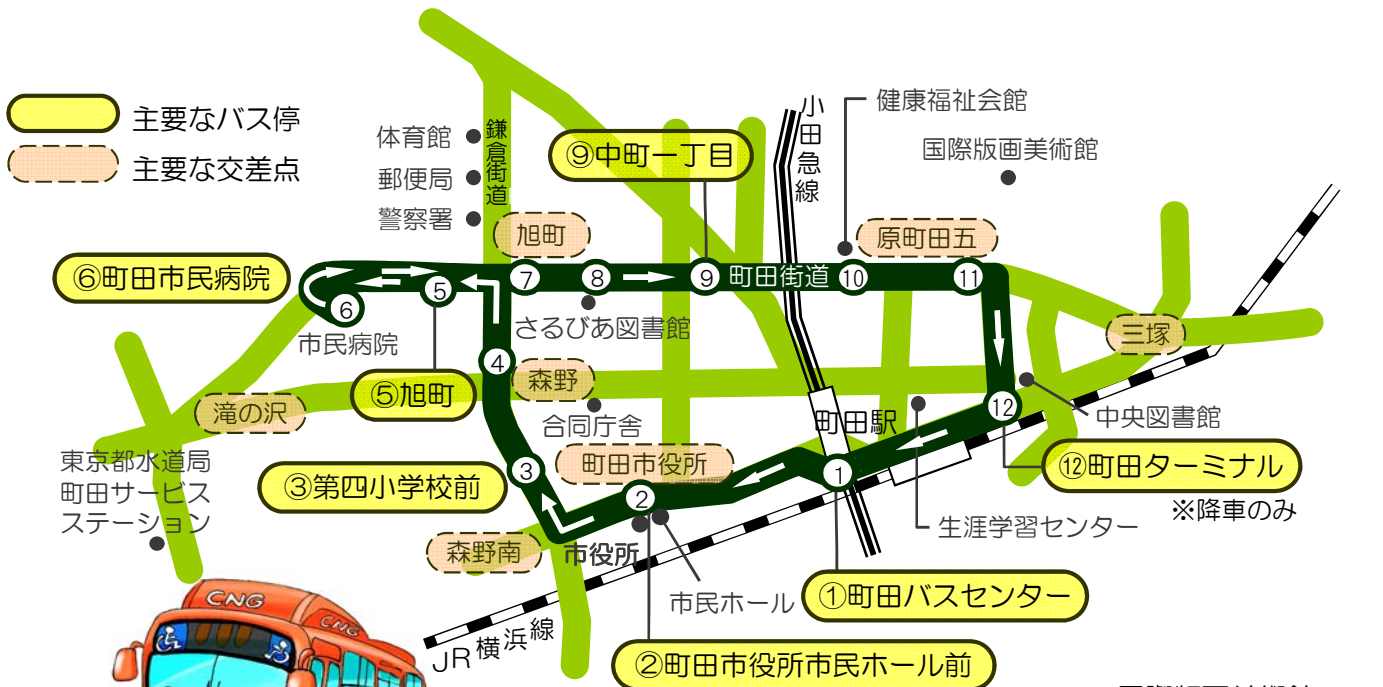 主要なバス停
主要な交差点
体育館
郵便局
警察署
鎌倉街道
⑨中町一丁目
小田急線
健康福祉会館
国際版画美術館
旭町
原町田五
⑥町田市民病院
⑥
⑤
⑦
⑧
⑨
町田街道
⑩
⑪
市民病院
さるびあ図書館
三塚
④
⑤旭町
森野
滝の沢
合同庁舎
町田駅
⑫
中央図書館
東京都水道局
町田サービス
ステーション
③第四小学校前
③
町田市役所
①
⑫町田ターミナル
※降車のみ
②
生涯学習センター
森野南
市役所
市民ホール
①町田バスセンター
JR横浜線
②町田市役所市民ホール前
CNG
CNG